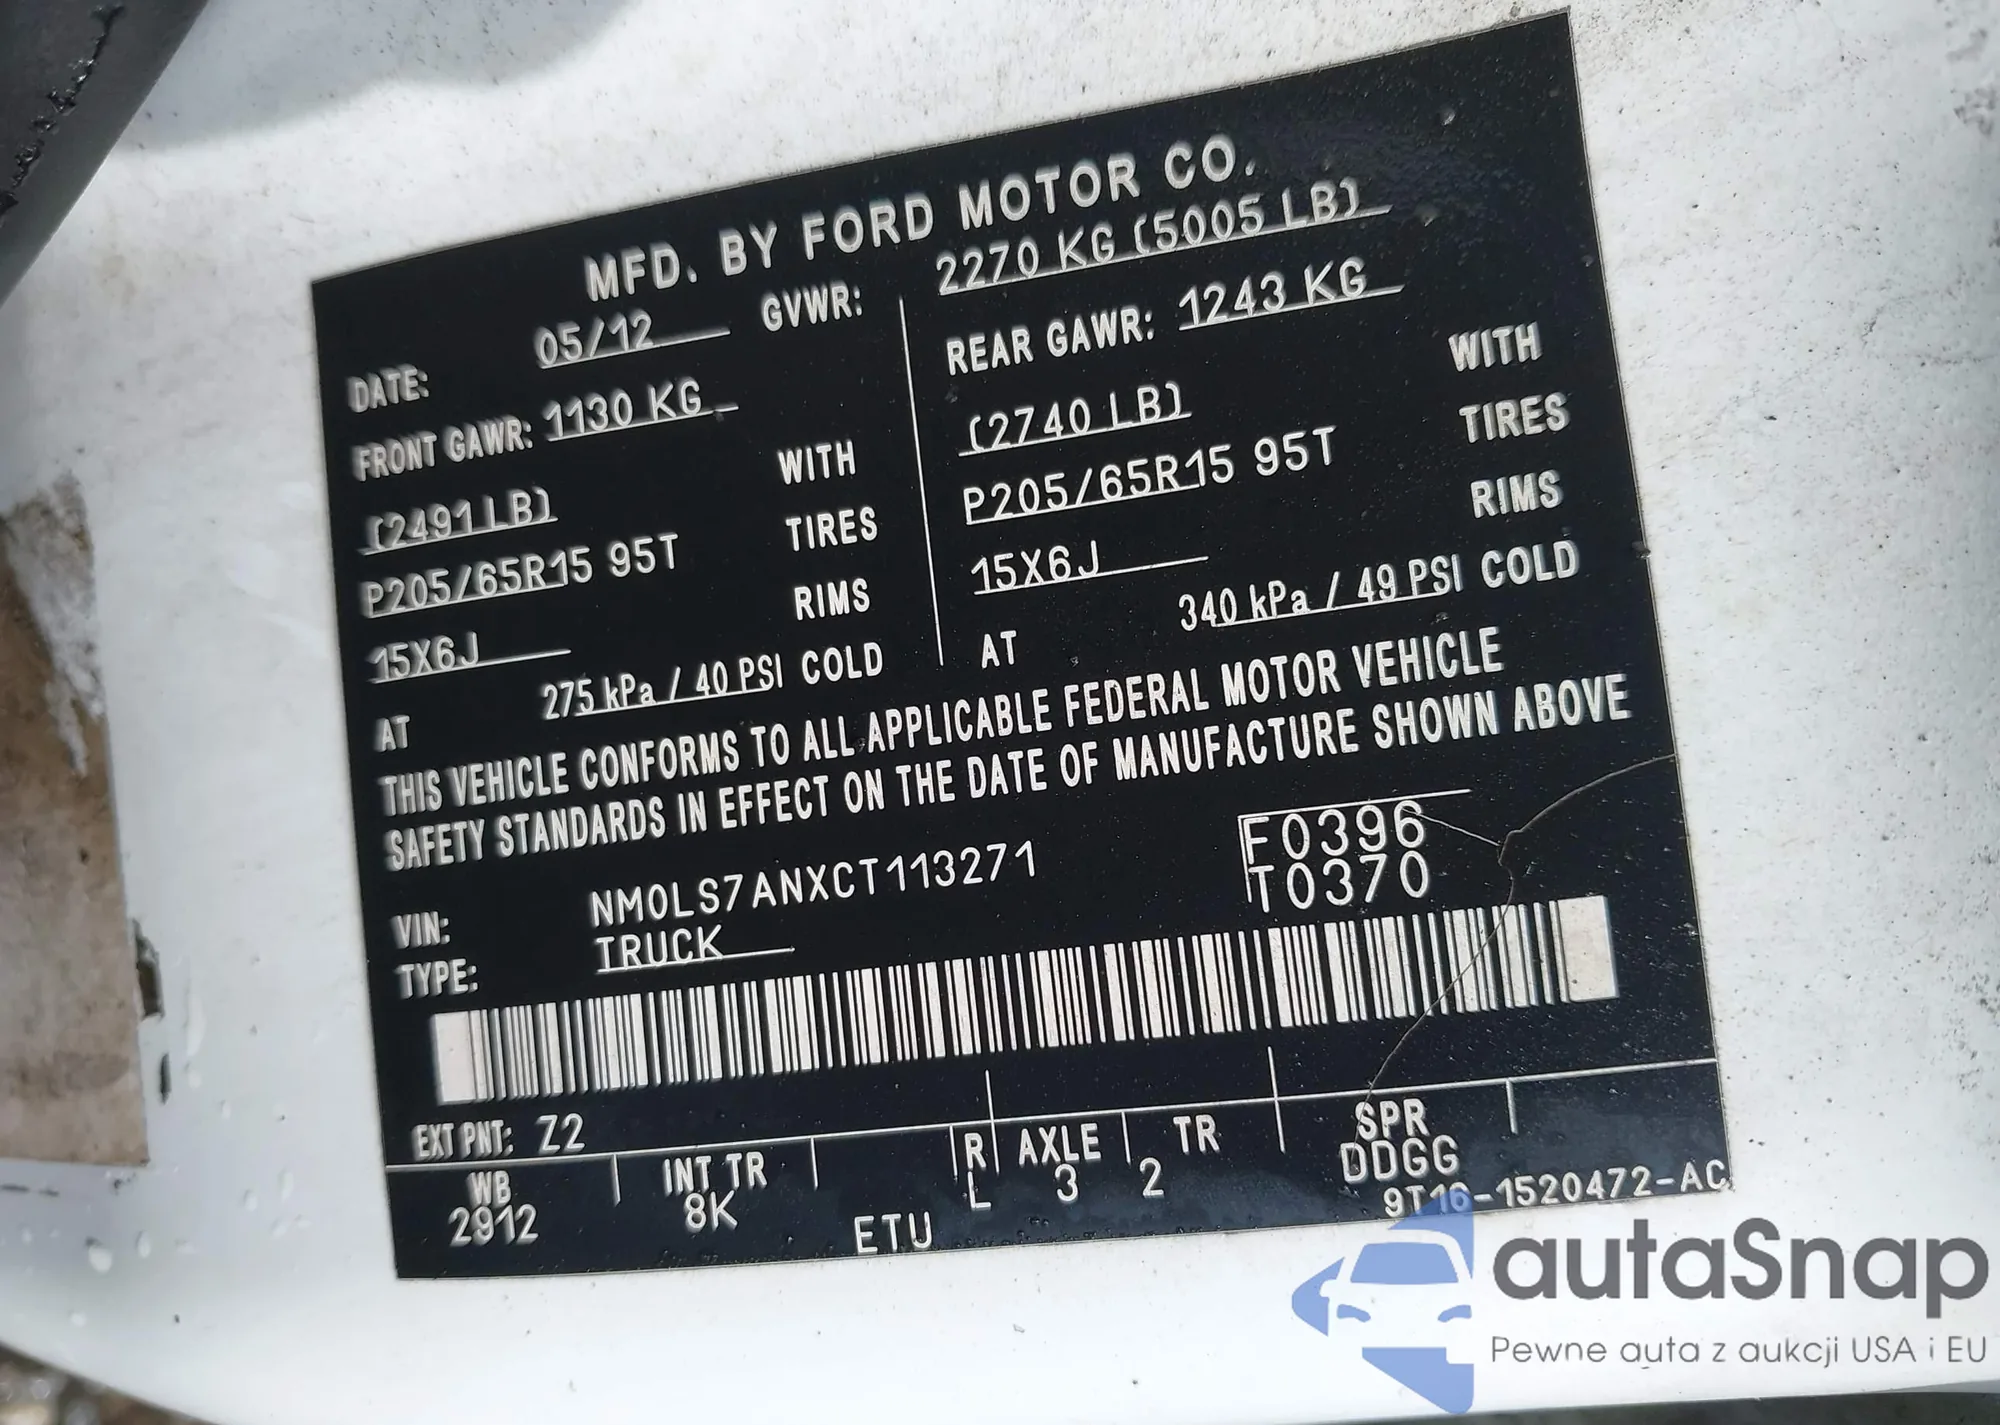 MFD. BY FORD MOTOR CO.
DATE: 05/12 GVWR: 2270 KG (5005 LB)
FRONT GAWR: 1130 KG
(2491 LB) WITH
P205/65R15 95T TIRES
15X6J RIMS
AT 275 kPa / 40 PSI COLD
REAR GAWR: 1243 KG
(2740 LB) WITH
P205/65R15 95T TIRES
15X6J RIMS
AT 340 kPa / 49 PSI COLD
THIS VEHICLE CONFORMS TO ALL APPLICABLE FEDERAL MOTOR VEHICLE
SAFETY STANDARDS IN EFFECT ON THE DATE OF MANUFACTURE SHOWN ABOVE
VIN: NM0LS7ANXCT113271 F0396
TYPE: TRUCK T0370
EXT PNT: Z2
WB INT TR R AXLE TR SPR
2912 8K L 3 2 DDGG
ETU 9T16-1520472-AC
autaSnap
Pewne auta z aukcji USA i EU